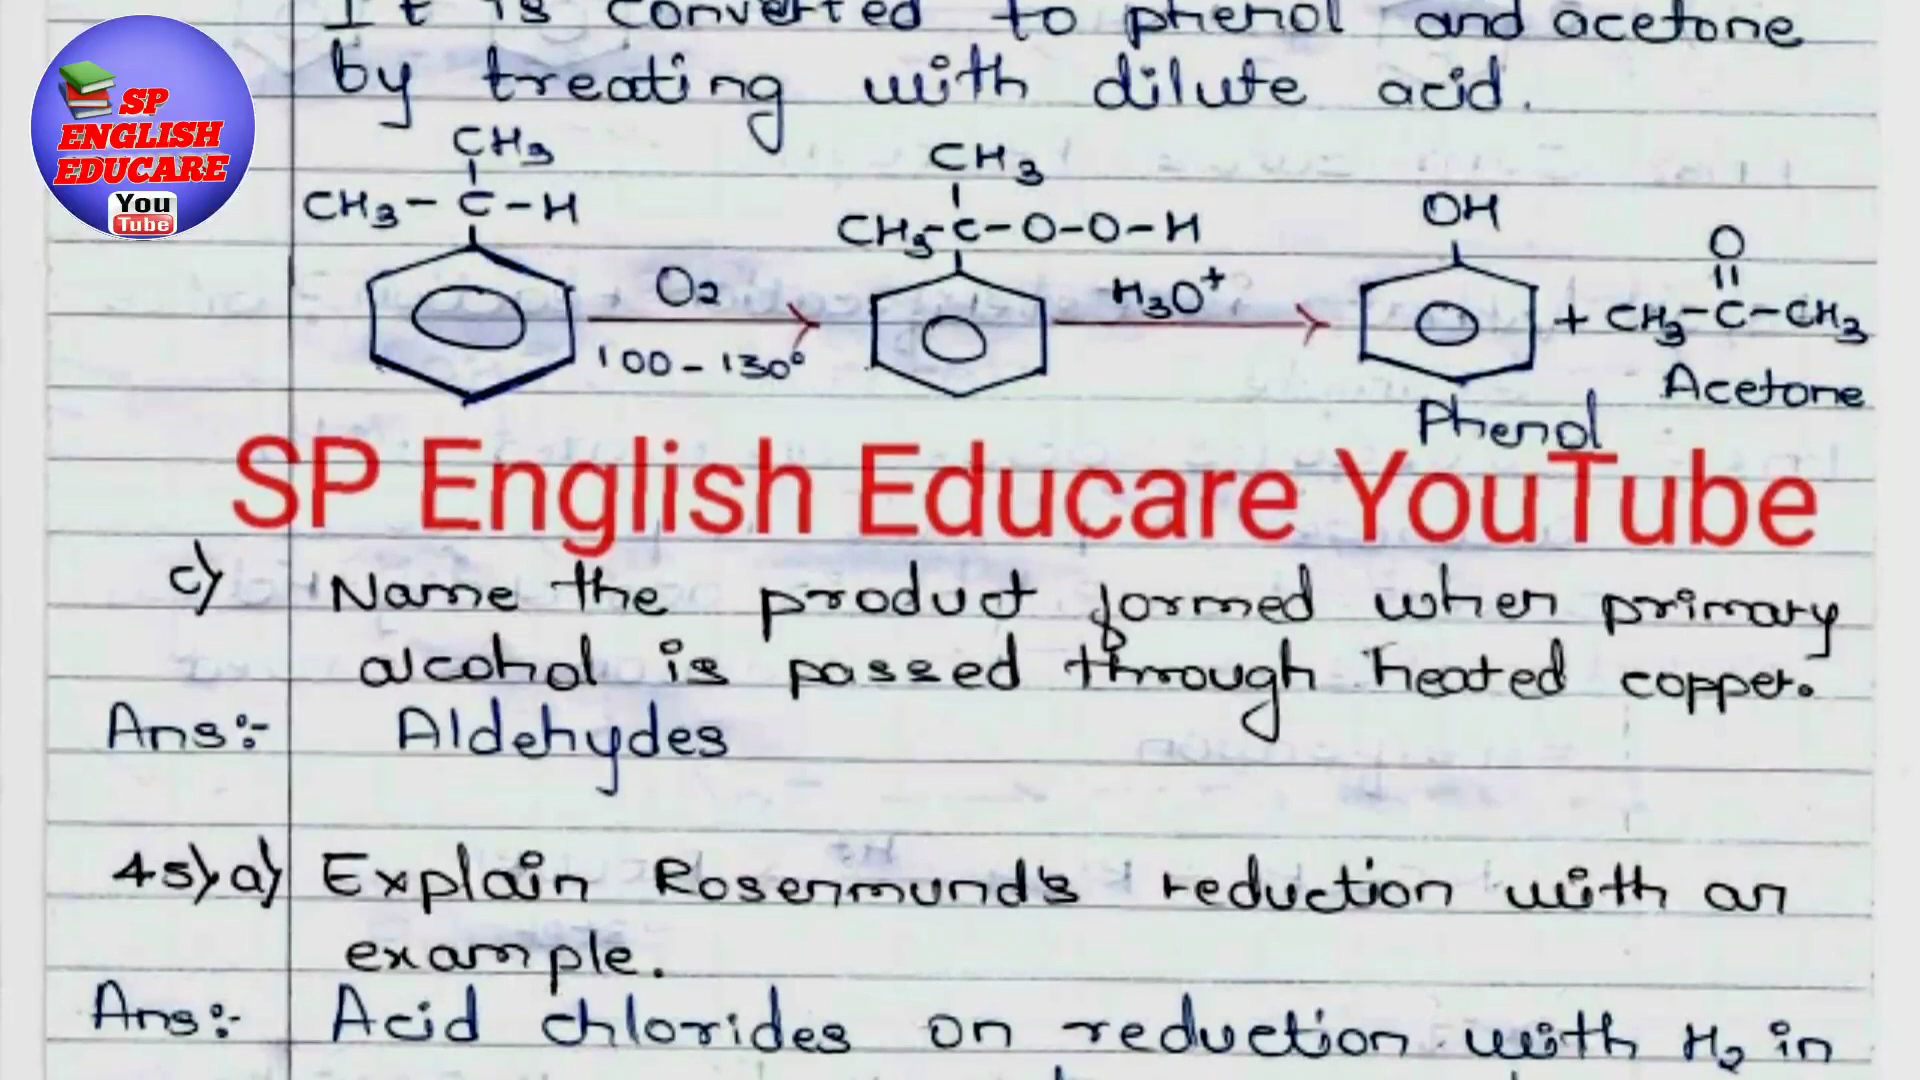 It is converted to phenol and acetone
by treating with dilute acid.
SP
ENGLISH
EDUCARE
You
Tube
CH3
CH3-C-H
O2
100-130°
CH3
CH3-C-O-O-H
H3O+
OH
Phenol
+
O
CH3-C-CH3
Acetone
SP English Educare YouTube
c) Name the product formed when primary
alcohol is passed through heated copper.
Ans:- Aldehydes
45) a) Explain Rosenmund's reduction with an
example.
Ans:- Acid chlorides on reduction with H2 in